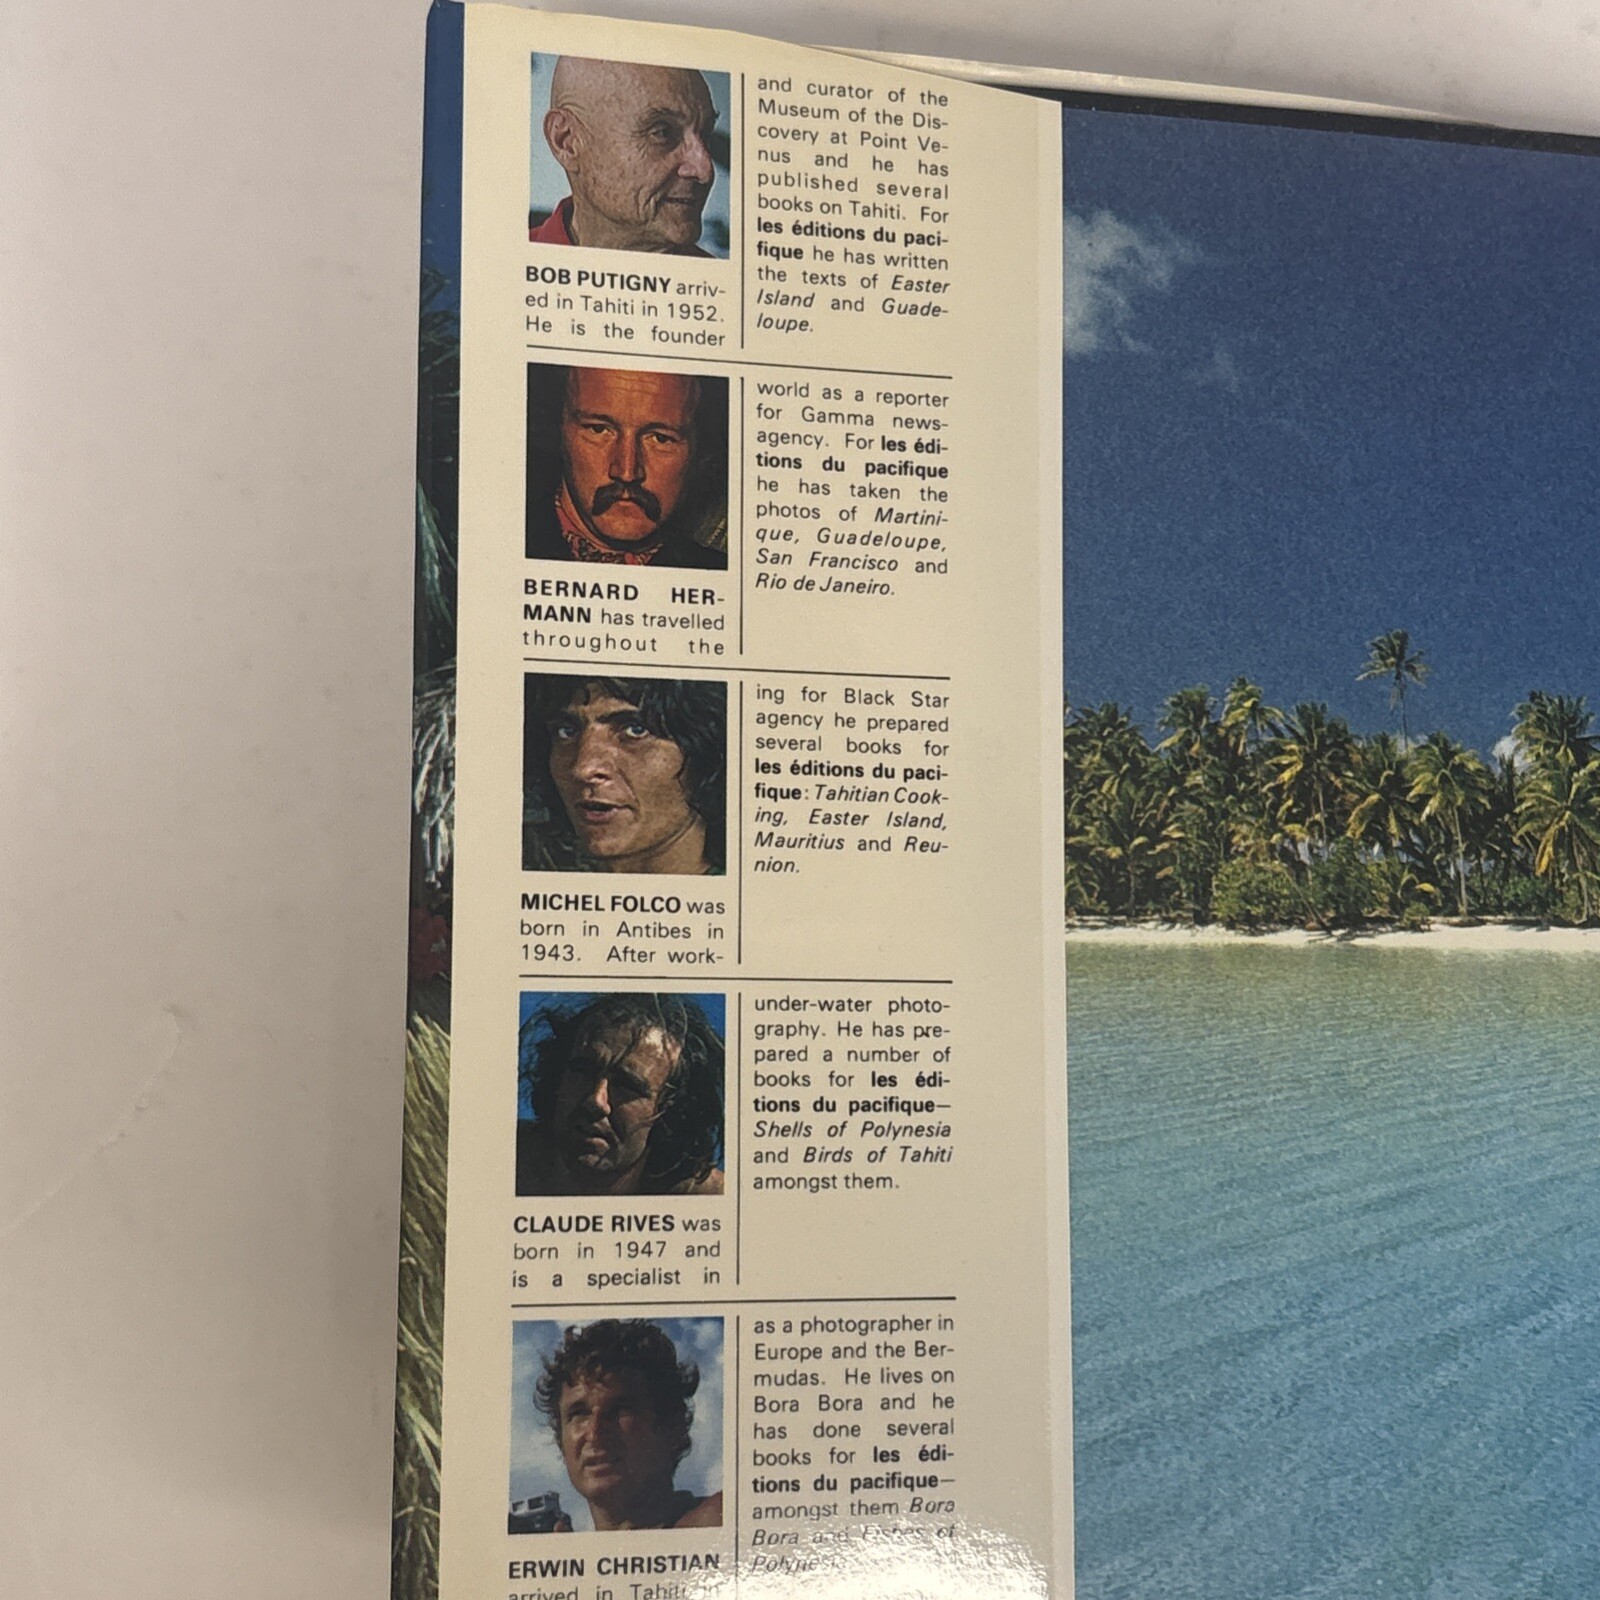 BOB PUTIGNY arriv-
ed in Tahiti in 1952.
He is the founder
and curator of the
Museum of the Dis-
covery at Point Ve-
nus and he has
published several
books on Tahiti. For
les éditions du paci-
fique he has written
the texts of Easter
Island and Guade-
loupe.
BERNARD HER-
MANN has travelled
throughout the
world as a reporter
for Gamma news-
agency. For les édi-
tions du pacifique
he has taken the
photos of Martini-
que, Guadeloupe,
San Francisco and
Rio de Janeiro.
MICHEL FOLCO was
born in Antibes in
1943. After work-
ing for Black Star
agency he prepared
several books for
les éditions du paci-
fique: Tahitian Cook-
ing, Easter Island,
Mauritius and Reu-
nion.
CLAUDE RIVES was
born in 1947 and
is a specialist in
under-water photo-
graphy. He has pre-
pared a number of
books for les édi-
tions du pacifique—
Shells of Polynesia
and Birds of Tahiti
amongst them.
ERWIN CHRISTIAN
arrived in Tahiti in
as a photographer in
Europe and the Ber-
mudas. He lives on
Bora Bora and he
has done several
books for les édi-
tions du pacifique—
amongst them Bora
Bora and Fishes of
Polynesia